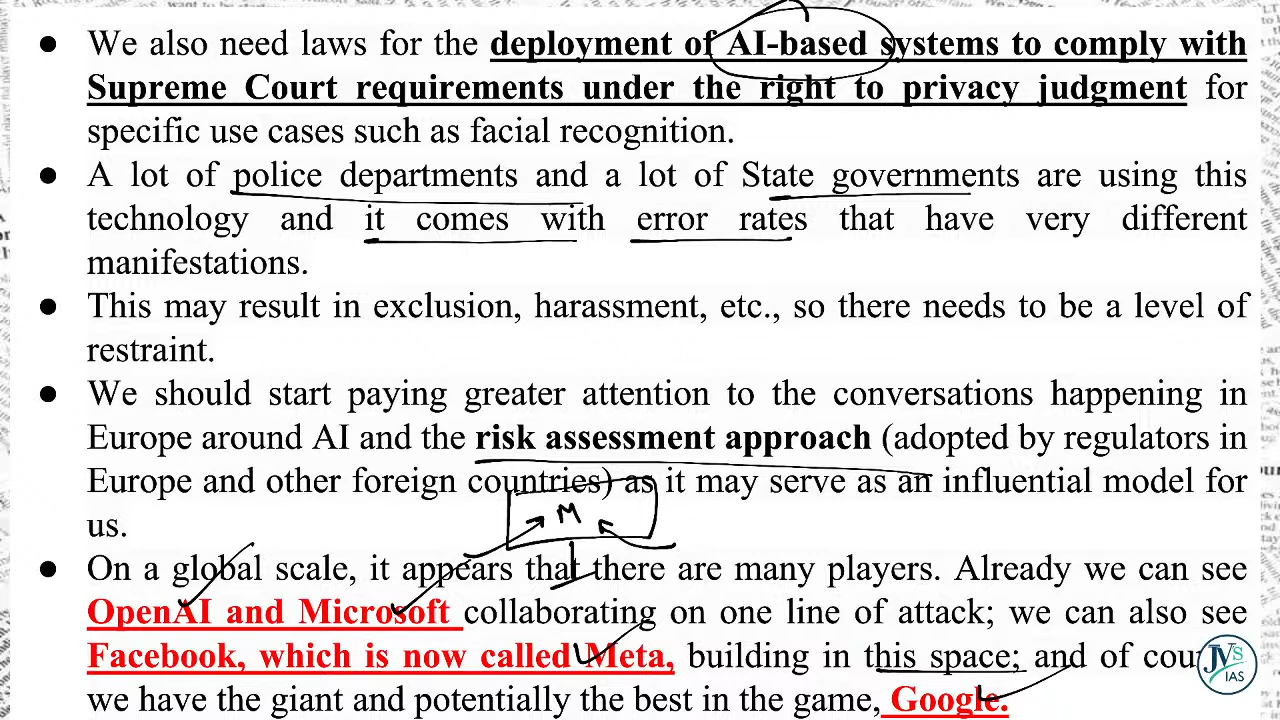 ● We also need laws for the deployment of AI-based systems to comply with
Supreme Court requirements under the right to privacy judgment for
specific use cases such as facial recognition.
● A lot of police departments and a lot of State governments are using this
technology and it comes with error rates that have very different
manifestations.
● This may result in exclusion, harassment, etc., so there needs to be a level of
restraint.
● We should start paying greater attention to the conversations happening in
Europe around AI and the risk assessment approach (adopted by regulators in
Europe and other foreign countries) as it may serve as an influential model for
us.
M
● On a global scale, it appears that there are many players. Already we can see
OpenAI and Microsoft collaborating on one line of attack; we can also see
Facebook, which is now called Meta, building in this space; and of
we have the giant and potentially the best in the game, Google.
JV's
IAS